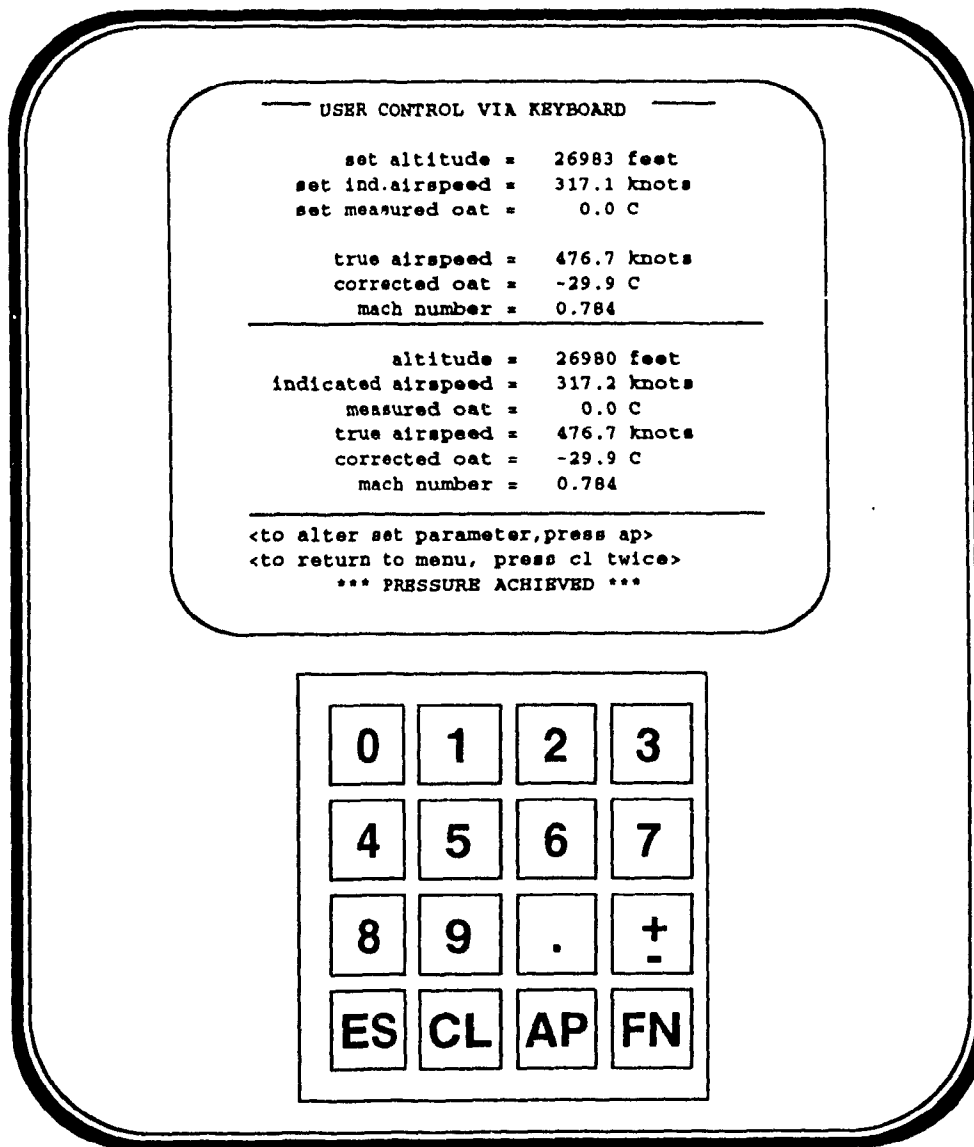 USER CONTROL VIA KEYBOARD
set altitude = 26983 feet
set ind.airspeed = 317.1 knots
set measured oat = 0.0 C
true airspeed = 476.7 knots
corrected oat = -29.9 C
mach number = 0.784
altitude = 26980 feet
indicated airspeed = 317.2 knots
measured oat = 0.0 C
true airspeed = 476.7 knots
corrected oat = -29.9 C
mach number = 0.784
<to alter set parameter,press ap>
<to return to menu, press cl twice>
*** PRESSURE ACHIEVED ***
0 1 2 3
4 5 6 7
8 9 . +
-
ES CL AP FN